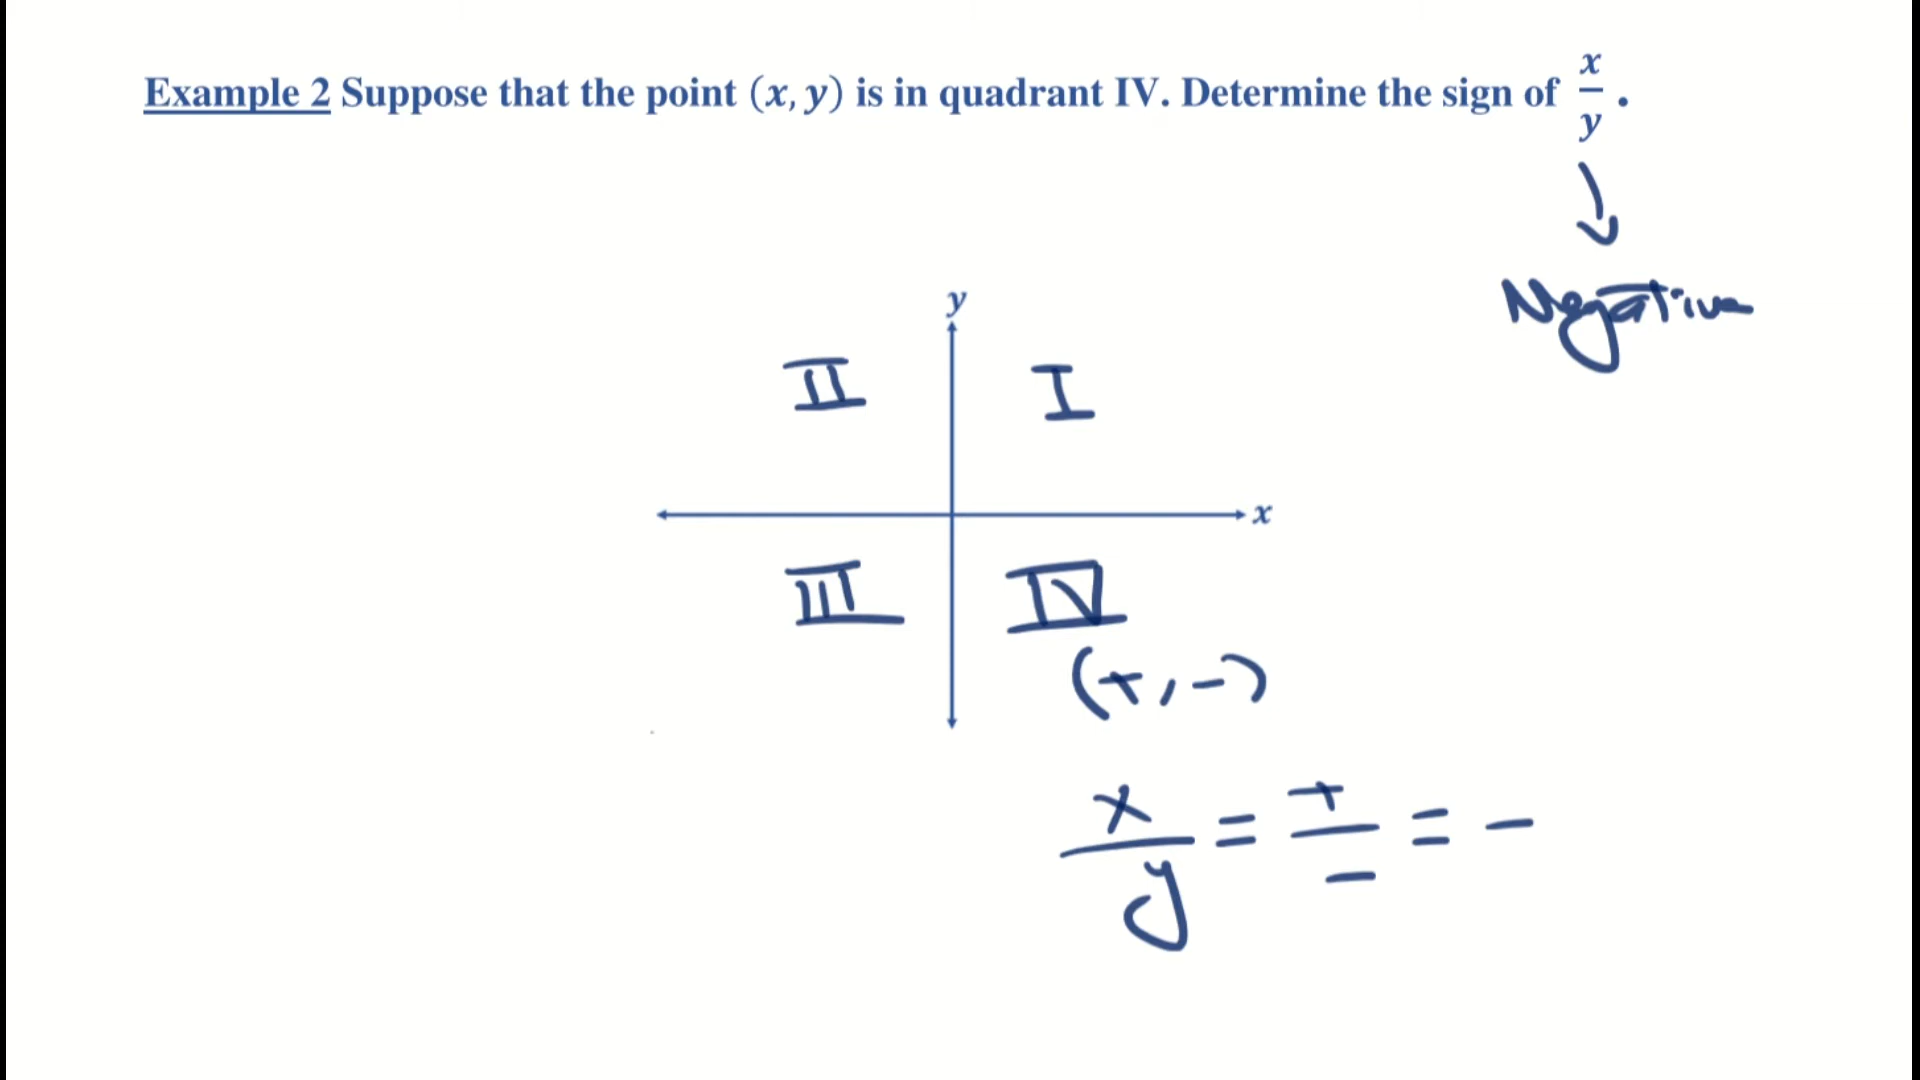 Example 2 Suppose that the point (x, y) is in quadrant IV. Determine the sign of x/y .
Negative
y
II I
x
III IV
(+, -)
x/y = +/- = -